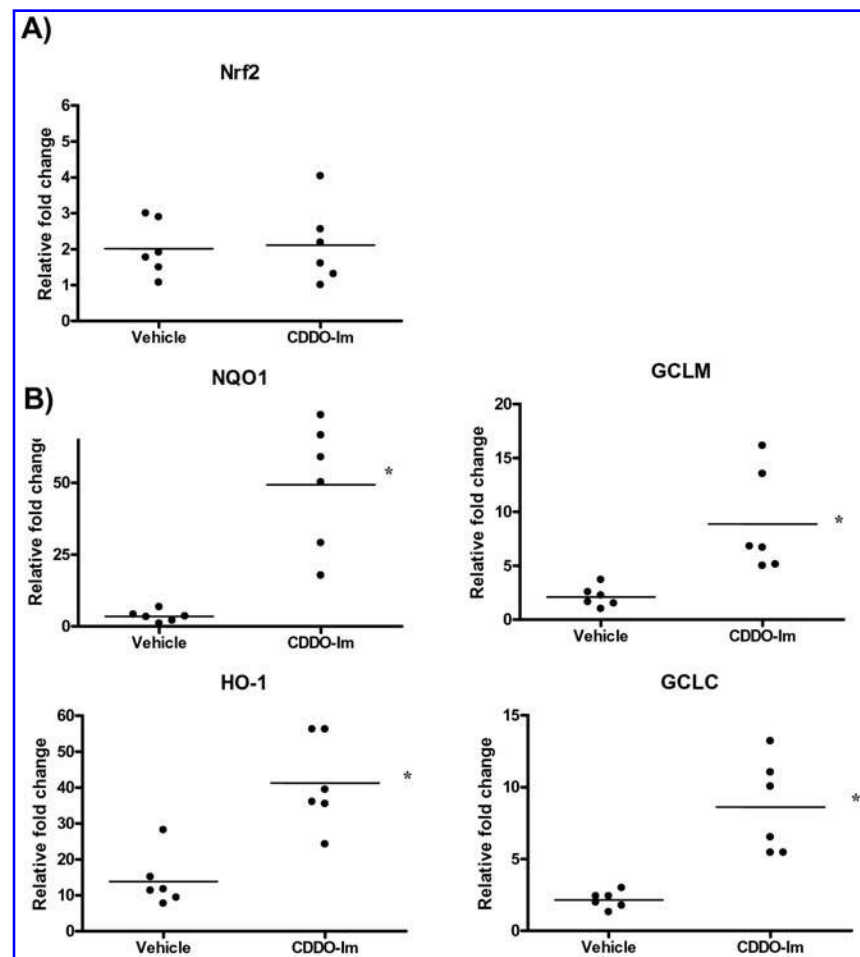 A)
Nrf2
Relative fold change
6
5
4
3
2
1
0
Vehicle CDDO-Im
B)
NQO1
Relative fold change
50
25
0
*
Vehicle CDDO-Im
GCLM
Relative fold change
20
15
10
5
0
*
Vehicle CDDO-Im
HO-1
Relative fold change
60
50
40
30
20
10
0
*
Vehicle CDDO-Im
GCLC
Relative fold change
15
10
5
0
*
Vehicle CDDO-Im